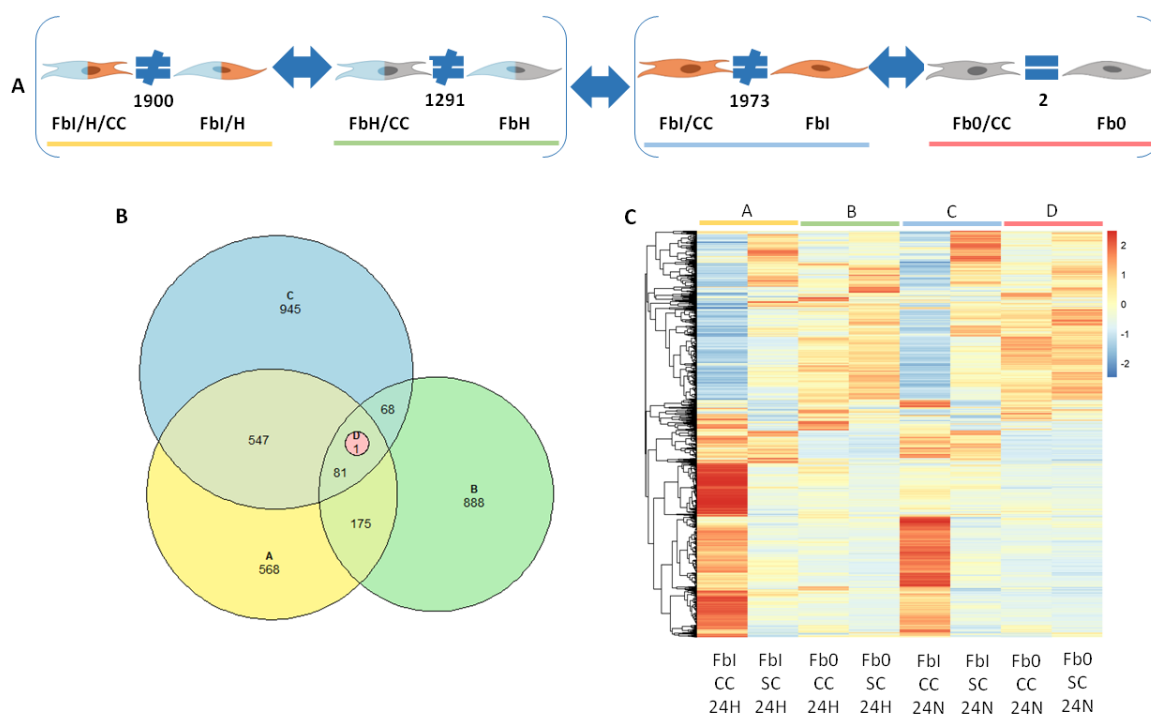 A
1900
1291
1973
2
FbI/H/CC FbI/H FbH/CC FbH FbI/CC FbI Fb0/CC Fb0
B
C
945
547
68
D
1
81
B
888
175
A
568
C
A B C D
2
1
0
-1
-2
FbI FbI Fb0 Fb0 FbI FbI Fb0 Fb0
CC SC CC SC CC SC CC SC
24H 24H 24H 24H 24N 24N 24N 24N